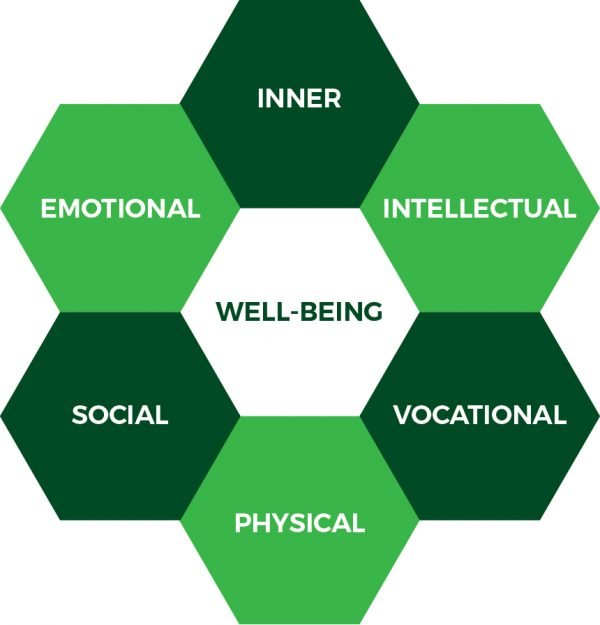 INNER
EMOTIONAL
INTELLECTUAL
WELL-BEING
SOCIAL
VOCATIONAL
PHYSICAL